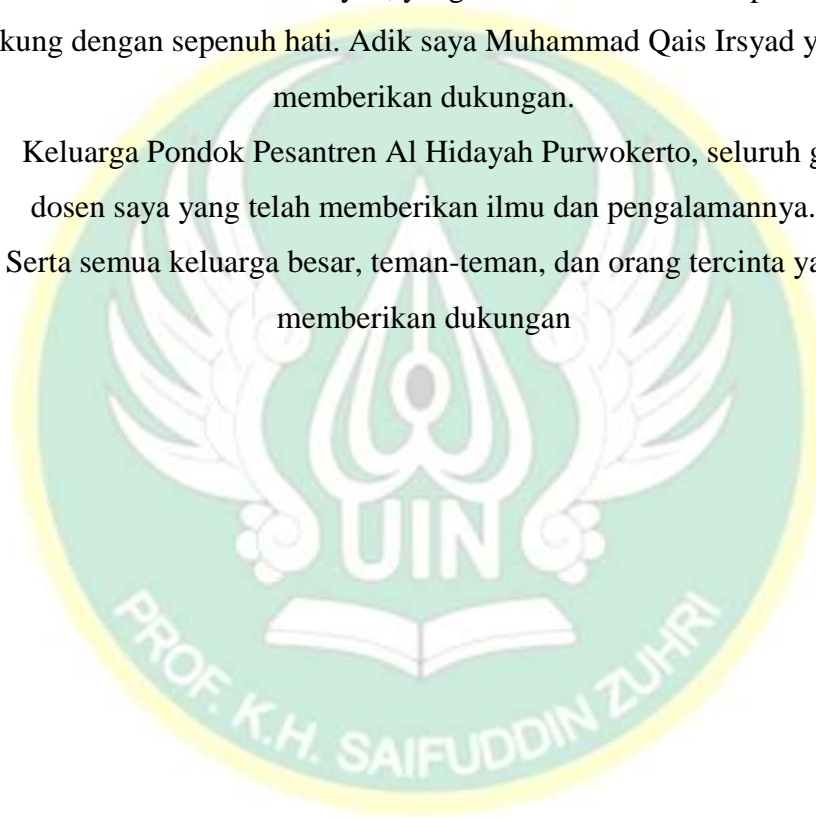 kung dengan sepenuh hati. Adik saya Muhammad Qais Irsyad y
memberikan dukungan.
Keluarga Pondok Pesantren Al Hidayah Purwokerto, seluruh g
dosen saya yang telah memberikan ilmu dan pengalamannya.
Serta semua keluarga besar, teman-teman, dan orang tercinta ya
memberikan dukungan
UIN
PROF. K.H. SAIFUDDIN ZUHRI